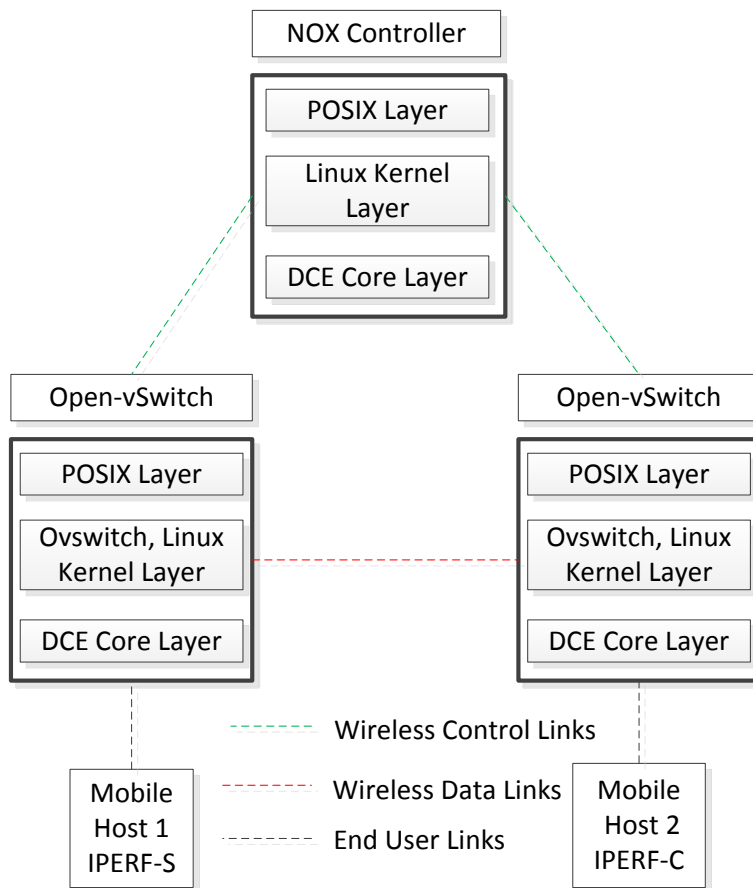 NOX Controller
POSIX Layer
Linux Kernel
Layer
DCE Core Layer
Open-vSwitch
POSIX Layer
Ovswitch, Linux
Kernel Layer
DCE Core Layer
Open-vSwitch
POSIX Layer
Ovswitch, Linux
Kernel Layer
DCE Core Layer
Mobile
Host 1
IPERF-S
Wireless Control Links
Wireless Data Links
End User Links
Mobile
Host 2
IPERF-C